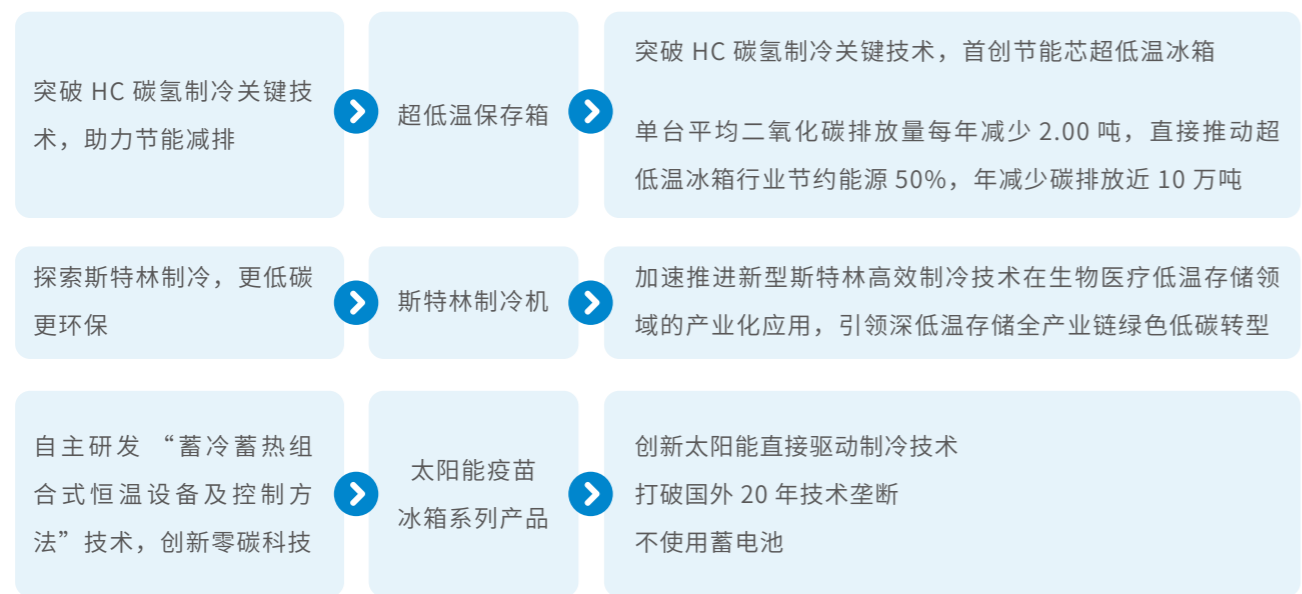 突破 HC 碳氢制冷关键技
术，助力节能减排
超低温保存箱
突破 HC 碳氢制冷关键技术，首创节能芯超低温冰箱
单台平均二氧化碳排放量每年减少 2.00 吨，直接推动超
低温冰箱行业节约能源 50%，年减少碳排放近 10 万吨
探索斯特林制冷，更低碳
更环保
斯特林制冷机
加速推进新型斯特林高效制冷技术在生物医疗低温存储领
域的产业化应用，引领深低温存储全产业链绿色低碳转型
自主研发 “蓄冷蓄热组
合式恒温设备及控制方
法”技术，创新零碳科技
太阳能疫苗
冰箱系列产品
创新太阳能直接驱动制冷技术
打破国外 20 年技术垄断
不使用蓄电池